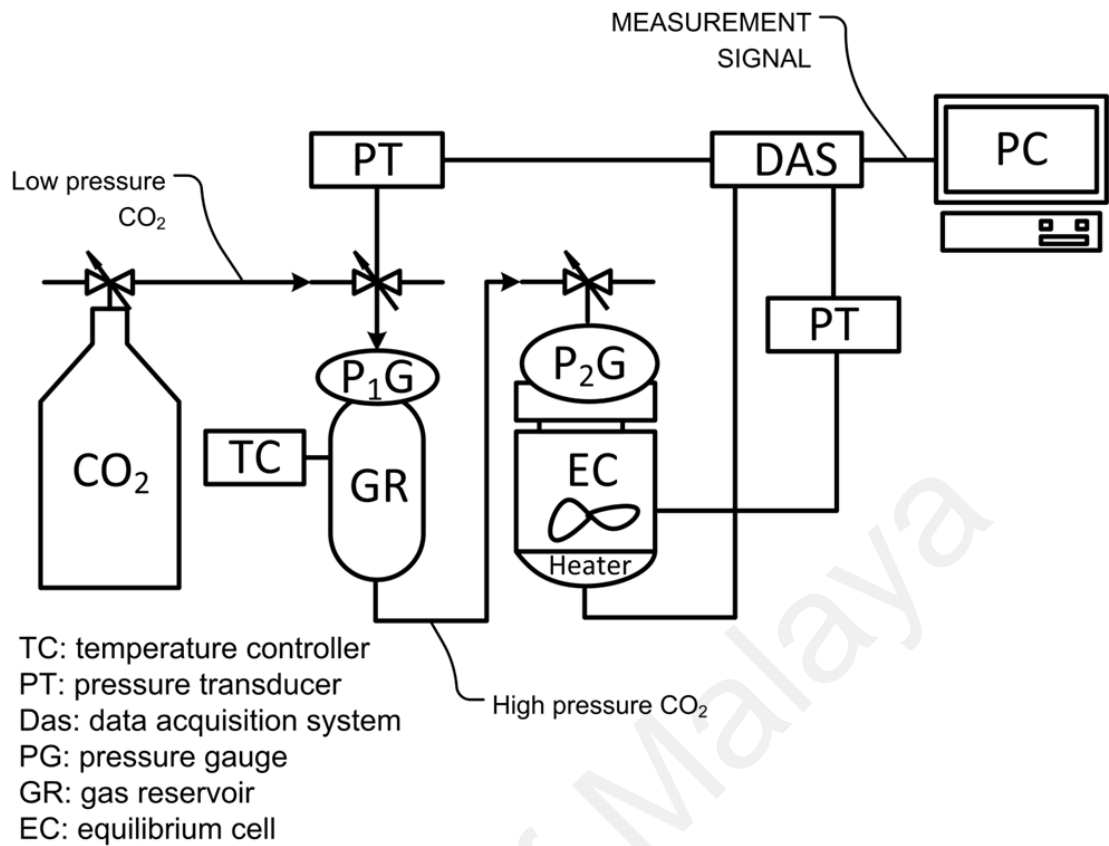 MEASUREMENT
SIGNAL
PT
DAS
PC
Low pressure
CO₂
PT
P₁G
P₂G
TC
CO₂
GR
EC
Heater
High pressure CO₂
TC: temperature controller
PT: pressure transducer
Das: data acquisition system
PG: pressure gauge
GR: gas reservoir
EC: equilibrium cell
Malaya